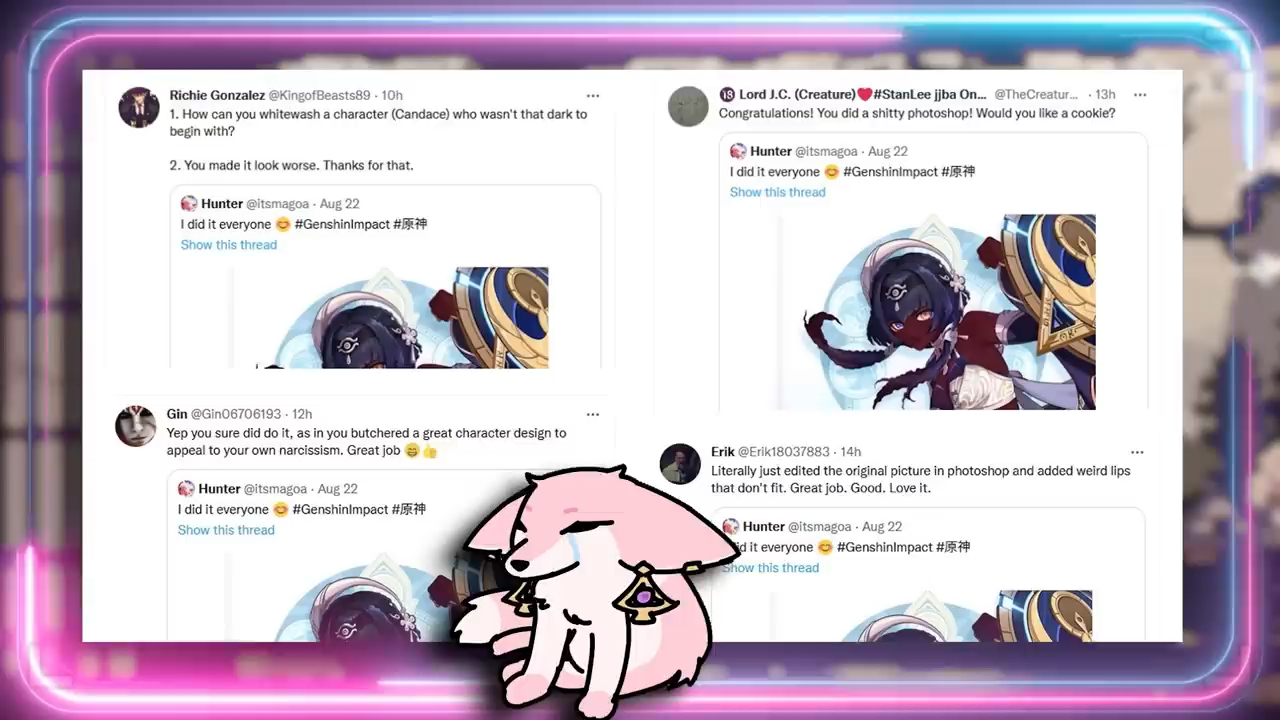 Richie Gonzalez @KingofBeasts89 · 10h
1. How can you whitewash a character (Candace) who wasn't that dark to
begin with?
2. You made it look worse. Thanks for that.
Hunter @itsmagoa · Aug 22
I did it everyone 😊 #GenshinImpact #原神
Show this thread
Gin @Gin06706193 · 12h
Yep you sure did do it, as in you butchered a great character design to
appeal to your own narcissism. Great job 😄👍
Hunter @itsmagoa · Aug 22
I did it everyone 😊 #GenshinImpact #原神
Show this thread
🔞 Lord J.C. (Creature)❤️#StanLee jjba On... @TheCreatur... · 13h
Congratulations! You did a shitty photoshop! Would you like a cookie?
Hunter @itsmagoa · Aug 22
I did it everyone 😊 #GenshinImpact #原神
Show this thread
Erik @Erik18037883 · 14h
Literally just edited the original picture in photoshop and added weird lips
that don't fit. Great job. Good. Love it.
Hunter @itsmagoa · Aug 22
did it everyone 😊 #GenshinImpact #原神
Show this thread